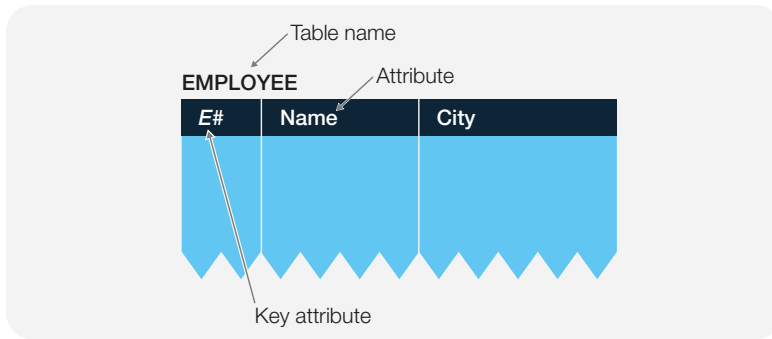 Table name
EMPLOYEE
Attribute
E# Name City
Key attribute